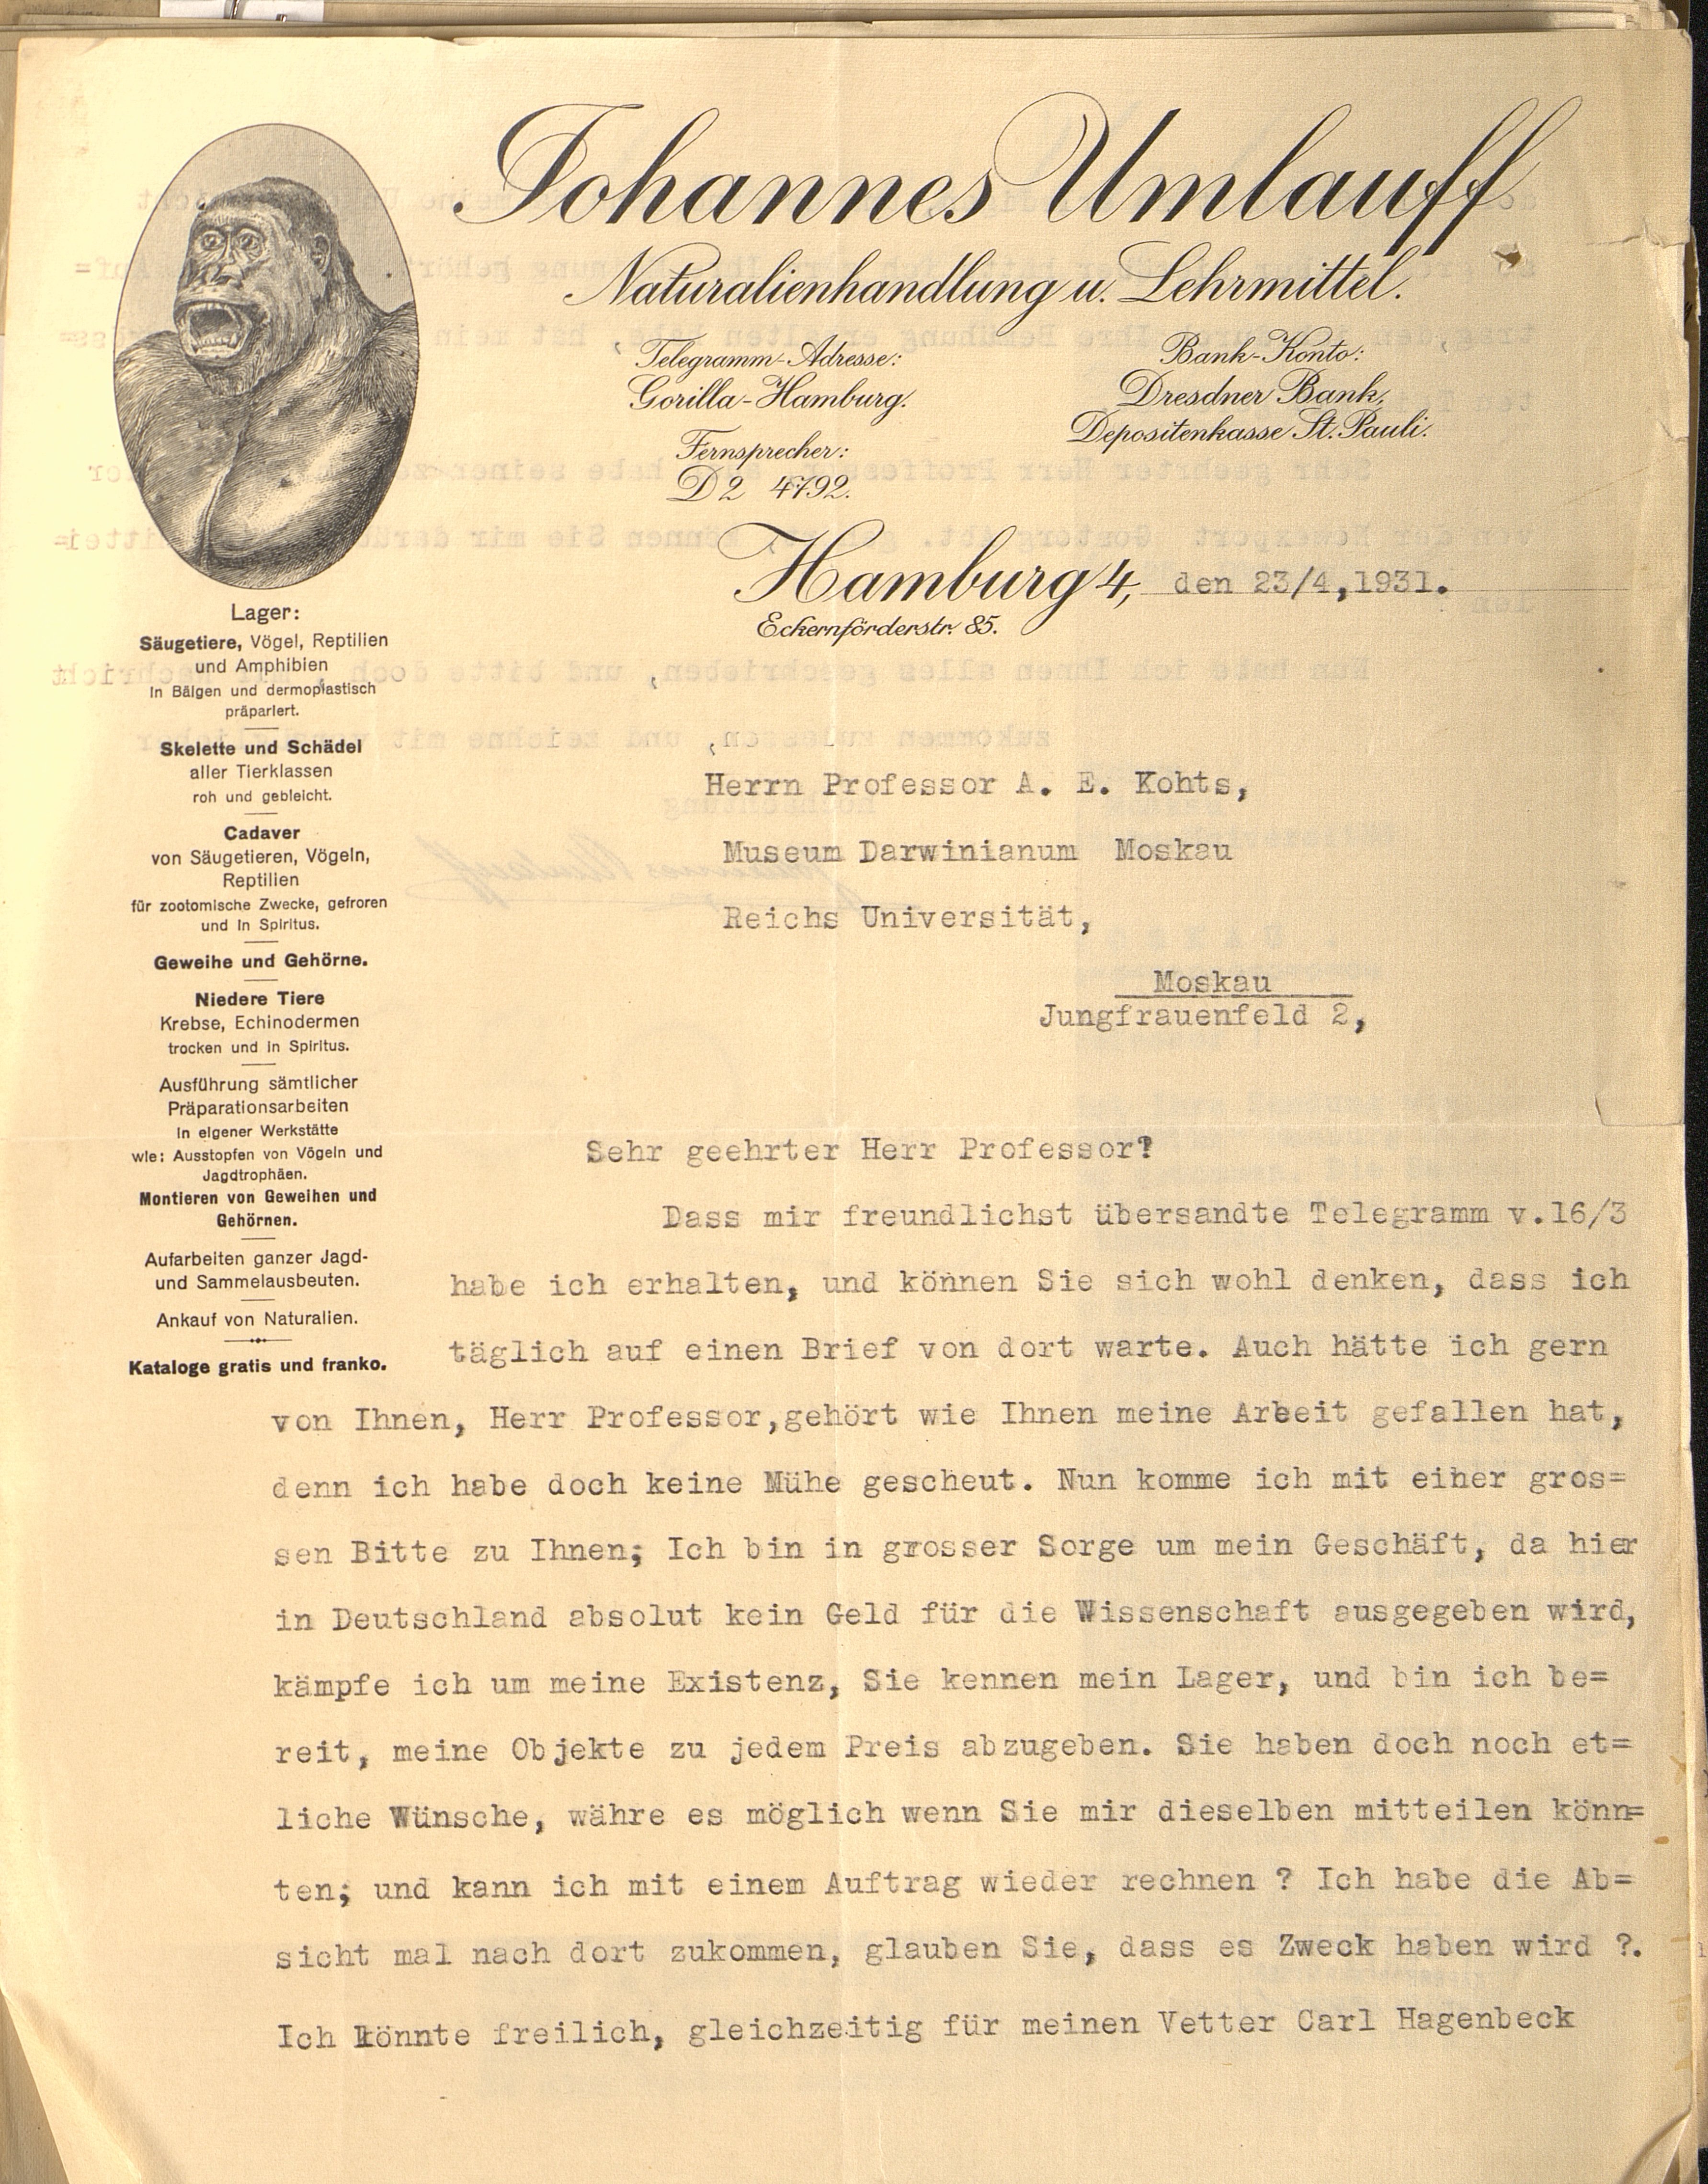 Johannes Umlauff
Naturalienhandlung u. Lehrmittel.
Telegramm-Adresse:
Gorilla-Hamburg.
Fernsprecher:
D2 4792.
Bank-Konto:
Dresdner Bank,
Depositenkasse St. Pauli.
Hamburg 4, den 23/4,1931.
Eckernförderstr. 85.
Lager:
Säugetiere, Vögel, Reptilien
und Amphibien
in Bälgen und dermoplastisch
präpariert.
Skelette und Schädel
aller Tierklassen
roh und gebleicht.
Cadaver
von Säugetieren, Vögeln,
Reptilien
für zootomische Zwecke, gefroren
und in Spiritus.
Geweihe und Gehörne.
Niedere Tiere
Krebse, Echinodermen
trocken und in Spiritus.
Ausführung sämtlicher
Präparationsarbeiten
in eigener Werkstätte
wie: Ausstopfen von Vögeln und
Jagdtrophäen.
Montieren von Geweihen und
Gehörnen.
Aufarbeiten ganzer Jagd-
und Sammelausbeuten.
Ankauf von Naturalien.
Kataloge gratis und franko.
Herrn Professor A. E. Kohts,
Museum Darwinianum Moskau
Reichs Universität,
Moskau
Jungfrauenfeld 2,
Sehr geehrter Herr Professor?
Dass mir freundlichst übersandte Telegramm v.16/3
habe ich erhalten, und können Sie sich wohl denken, dass ich
täglich auf einen Brief von dort warte. Auch hätte ich gern
von Ihnen, Herr Professor,gehört wie Ihnen meine Arbeit gefallen hat,
denn ich habe doch keine Mühe gescheut. Nun komme ich mit einer gros=
sen Bitte zu Ihnen; Ich bin in grosser Sorge um mein Geschäft, da hier
in Deutschland absolut kein Geld für die Wissenschaft ausgegeben wird,
kämpfe ich um meine Existenz, Sie kennen mein Lager, und bin ich be=
reit, meine Objekte zu jedem Preis abzugeben. Sie haben doch noch et=
liche Wünsche, währe es möglich wenn Sie mir dieselben mitteilen könn=
ten; und kann ich mit einem Auftrag wieder rechnen ? Ich habe die Ab=
sicht mal nach dort zukommen, glauben Sie, dass es Zweck haben wird ?.
Ich könnte freilich, gleichzeitig für meinen Vetter Carl Hagenbeck